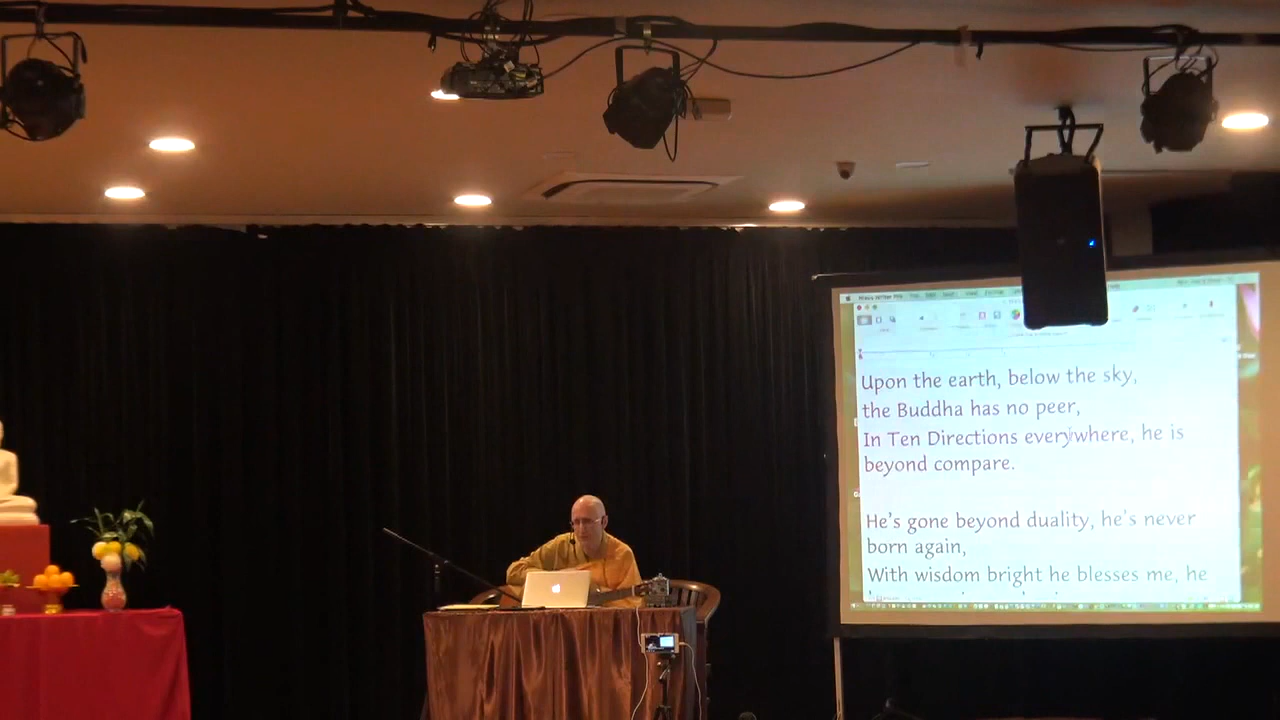 Upon the earth, below the sky,
the Buddha has no peer,
In Ten Directions everywhere, he is
beyond compare.
He's gone beyond duality, he's never
born again,
With wisdom bright he blesses me, he